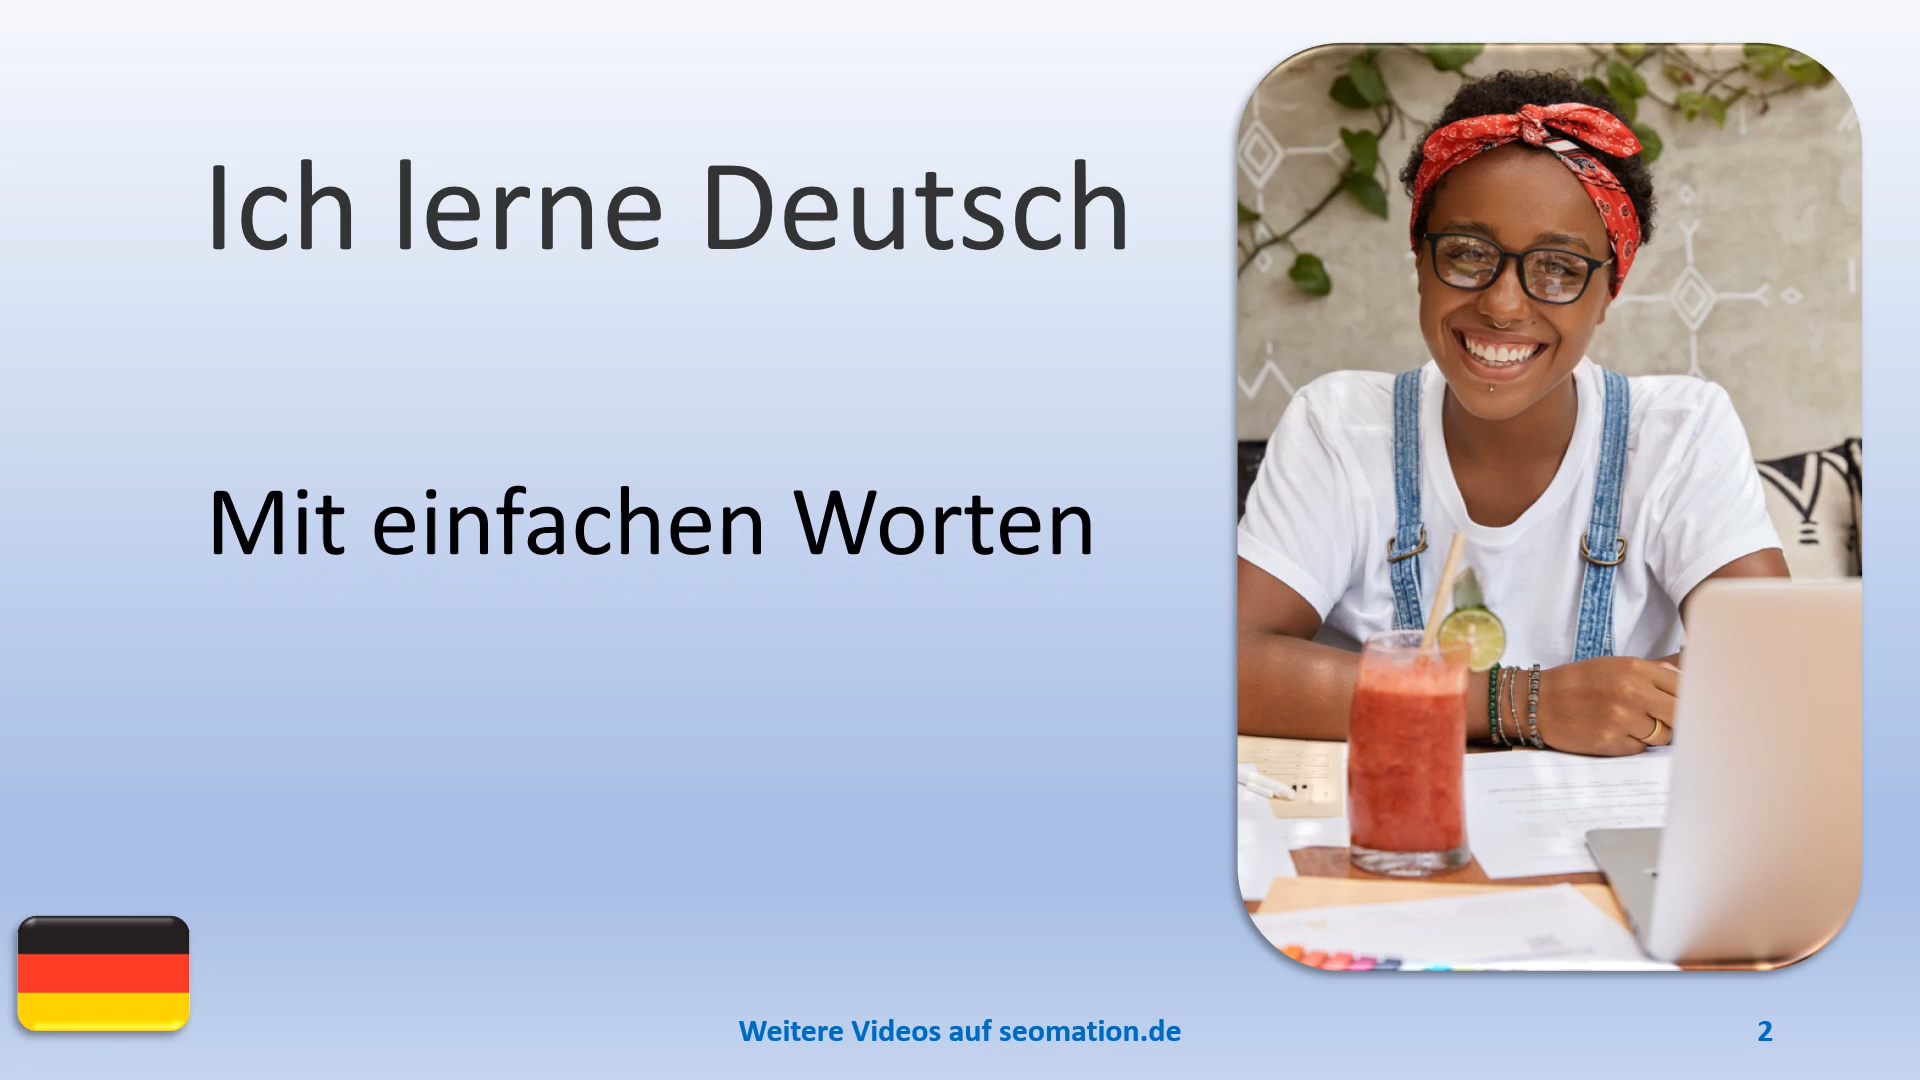 Ich lerne Deutsch
Mit einfachen Worten
Weitere Videos auf seomation.de
2